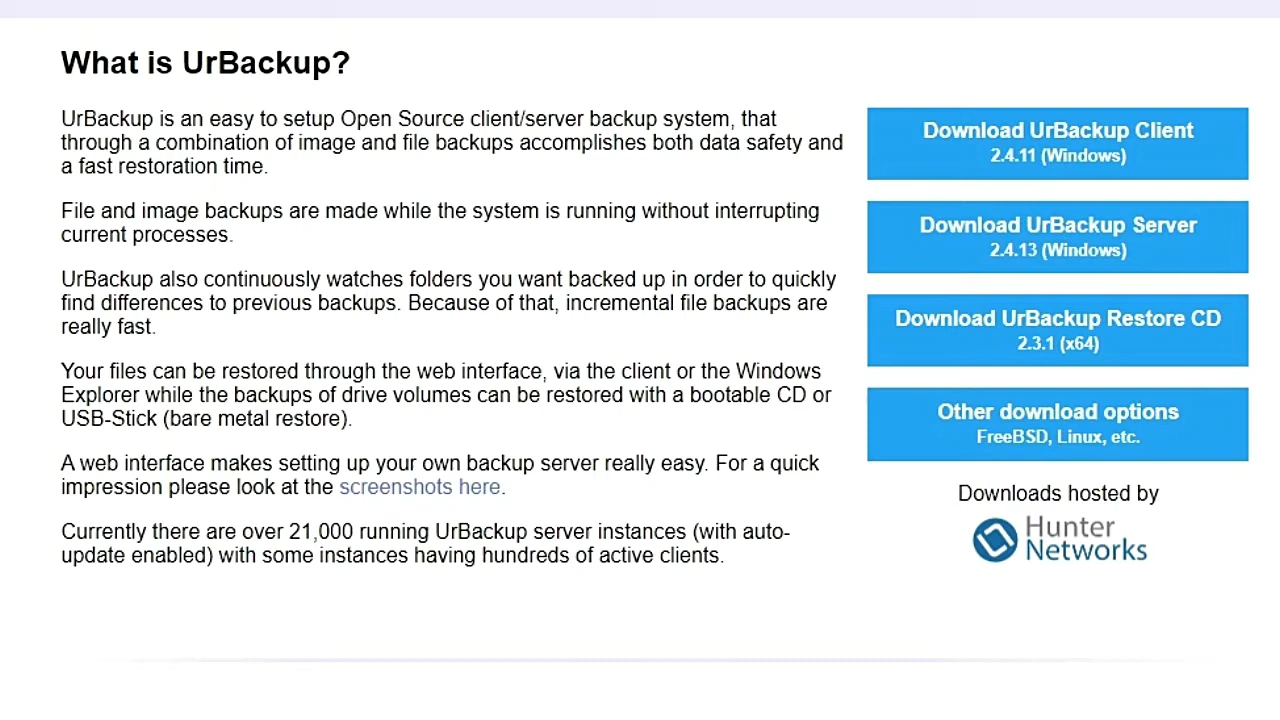 What is UrBackup?
UrBackup is an easy to setup Open Source client/server backup system, that
through a combination of image and file backups accomplishes both data safety and
a fast restoration time.
File and image backups are made while the system is running without interrupting
current processes.
UrBackup also continuously watches folders you want backed up in order to quickly
find differences to previous backups. Because of that, incremental file backups are
really fast.
Your files can be restored through the web interface, via the client or the Windows
Explorer while the backups of drive volumes can be restored with a bootable CD or
USB-Stick (bare metal restore).
A web interface makes setting up your own backup server really easy. For a quick
impression please look at the screenshots here.
Currently there are over 21,000 running UrBackup server instances (with auto-
update enabled) with some instances having hundreds of active clients.
Download UrBackup Client
2.4.11 (Windows)
Download UrBackup Server
2.4.13 (Windows)
Download UrBackup Restore CD
2.3.1 (x64)
Other download options
FreeBSD, Linux, etc.
Downloads hosted by
Hunter
Networks